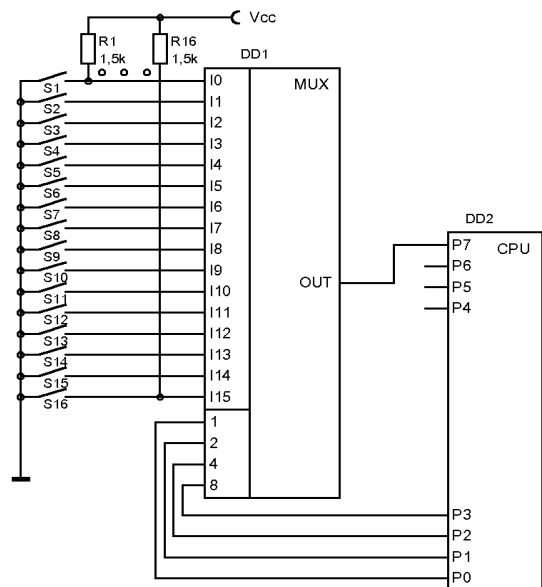 Vcc
R1
1,5k
R16
1,5k
DD1
MUX
S1
S2
S3
S4
S5
S6
S7
S8
S9
S10
S11
S12
S13
S14
S15
S16
I0
I1
I2
I3
I4
I5
I6
I7
I8
I9
I10
I11
I12
I13
I14
I15
1
2
4
8
OUT
DD2
CPU
P7
P6
P5
P4
P3
P2
P1
P0